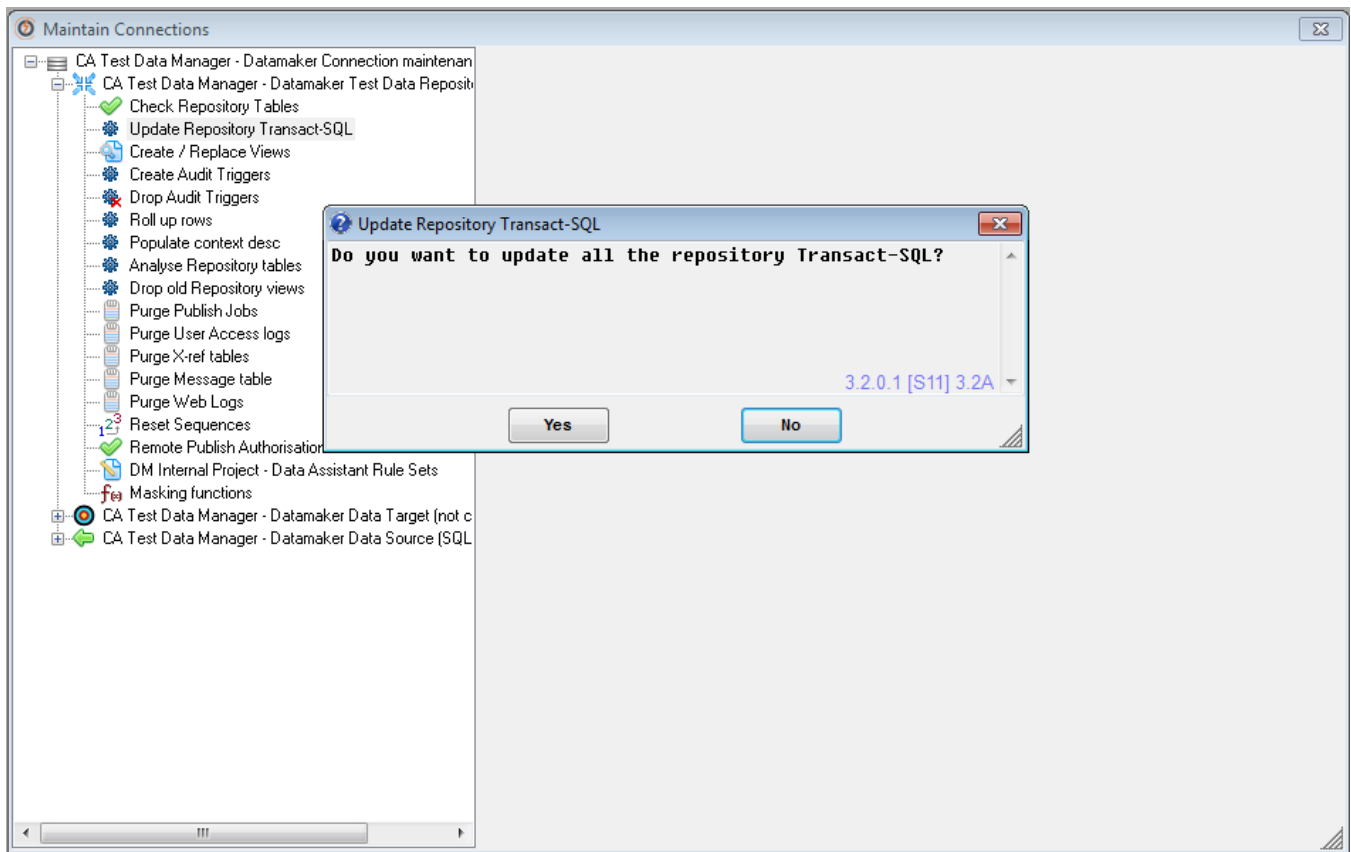 Maintain Connections
CA Test Data Manager - Datamaker Connection maintenan
CA Test Data Manager - Datamaker Test Data Reposit
Check Repository Tables
Update Repository Transact-SQL
Create / Replace Views
Create Audit Triggers
Drop Audit Triggers
Roll up rows
Populate context desc
Analyse Repository tables
Drop old Repository views
Purge Publish Jobs
Purge User Access logs
Purge X-ref tables
Purge Message table
Purge Web Logs
Reset Sequences
Remote Publish Authorisation
DM Internal Project - Data Assistant Rule Sets
Masking functions
CA Test Data Manager - Datamaker Data Target (not c
CA Test Data Manager - Datamaker Data Source (SQL
Update Repository Transact-SQL
Do you want to update all the repository Transact-SQL?
3.2.0.1 [S11] 3.2A
Yes No